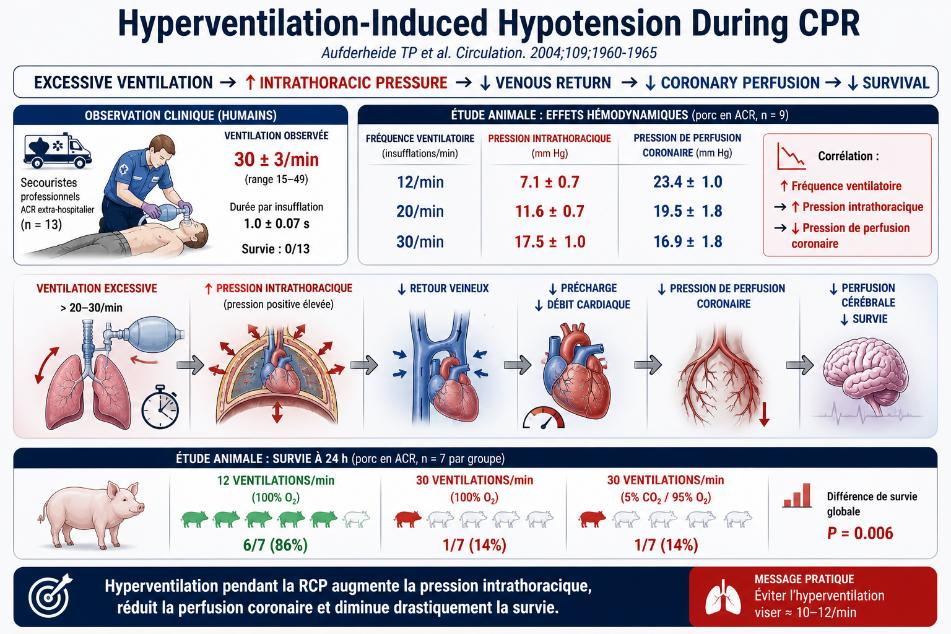 Hyperventilation-Induced Hypotension During CPR
Aufderheide TP et al. Circulation. 2004;109;1960-1965
EXCESSIVE VENTILATION → ↑ INTRATHORACIC PRESSURE → ↓ VENOUS RETURN → ↓ CORONARY PERFUSION → ↓ SURVIVAL
OBSERVATION CLINIQUE (HUMAINS)
Secouristes
professionnels
ACR extra-hospitalier
(n = 13)
VENTILATION OBSERVÉE
30 ± 3/min
(range 15–49)
Durée par insufflation
1.0 ± 0.07 s
Survie : 0/13
ÉTUDE ANIMALE : EFFETS HÉMODYNAMIQUES (porc en ACR, n = 9)
FRÉQUENCE VENTILATOIRE PRESSION INTRATHORACIQUE PRESSION DE PERFUSION
(insufflations/min) (mm Hg) CORONAIRE (mm Hg)
12/min 7.1 ± 0.7 23.4 ± 1.0
20/min 11.6 ± 0.7 19.5 ± 1.8
30/min 17.5 ± 1.0 16.9 ± 1.8
Corrélation :
↑ Fréquence ventilatoire
→ ↑ Pression intrathoracique
→ ↓ Pression de perfusion
coronaire
VENTILATION EXCESSIVE
> 20–30/min
↑ PRESSION INTRATHORACIQUE
(pression positive élevée)
↓ RETOUR VEINEUX
↓ PRÉCHARGE
↓ DÉBIT CARDIAQUE
↓ PRESSION DE PERFUSION
CORONAIRE
↓ PERFUSION
CÉRÉBRALE
↓ SURVIE
ÉTUDE ANIMALE : SURVIE À 24 h (porc en ACR, n = 7 par groupe)
12 VENTILATIONS/min
(100% O₂)
6/7 (86%)
30 VENTILATIONS/min
(100% O₂)
1/7 (14%)
30 VENTILATIONS/min
(5% CO₂ / 95% O₂)
1/7 (14%)
Différence de survie
globale
P = 0.006
Hyperventilation pendant la RCP augmente la pression intrathoracique,
réduit la perfusion coronaire et diminue drastiquement la survie.
MESSAGE PRATIQUE
Éviter l'hyperventilation
viser ≈ 10–12/min